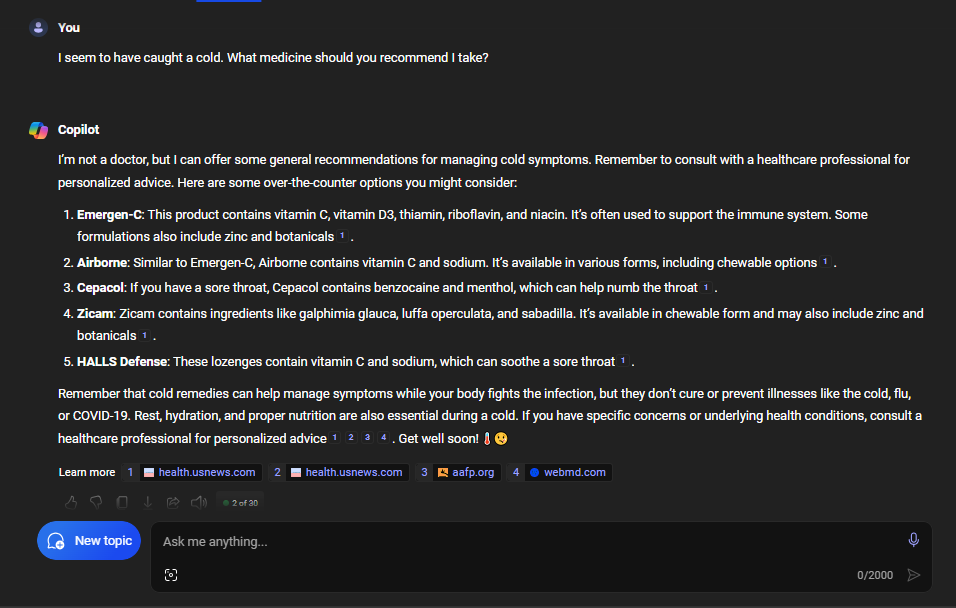 You
I seem to have caught a cold. What medicine should you recommend I take?
Copilot
I'm not a doctor, but I can offer some general recommendations for managing cold symptoms. Remember to consult with a healthcare professional for
personalized advice. Here are some over-the-counter options you might consider:
1. Emergen-C: This product contains vitamin C, vitamin D3, thiamin, riboflavin, and niacin. It's often used to support the immune system. Some
formulations also include zinc and botanicals 1 .
2. Airborne: Similar to Emergen-C, Airborne contains vitamin C and sodium. It's available in various forms, including chewable options 1 .
3. Cepacol: If you have a sore throat, Cepacol contains benzocaine and menthol, which can help numb the throat 1 .
4. Zicam: Zicam contains ingredients like galphimia glauca, luffa operculata, and sabadilla. It's available in chewable form and may also include zinc and
botanicals 1 .
5. HALLS Defense: These lozenges contain vitamin C and sodium, which can soothe a sore throat 1 .
Remember that cold remedies can help manage symptoms while your body fights the infection, but they don't cure or prevent illnesses like the cold, flu,
or COVID-19. Rest, hydration, and proper nutrition are also essential during a cold. If you have specific concerns or underlying health conditions, consult a
healthcare professional for personalized advice 1 2 3 4 . Get well soon! 🌡️🤒
Learn more 1 health.usnews.com 2 health.usnews.com 3 aafp.org 4 webmd.com
2 of 30
New topic
Ask me anything...
0/2000